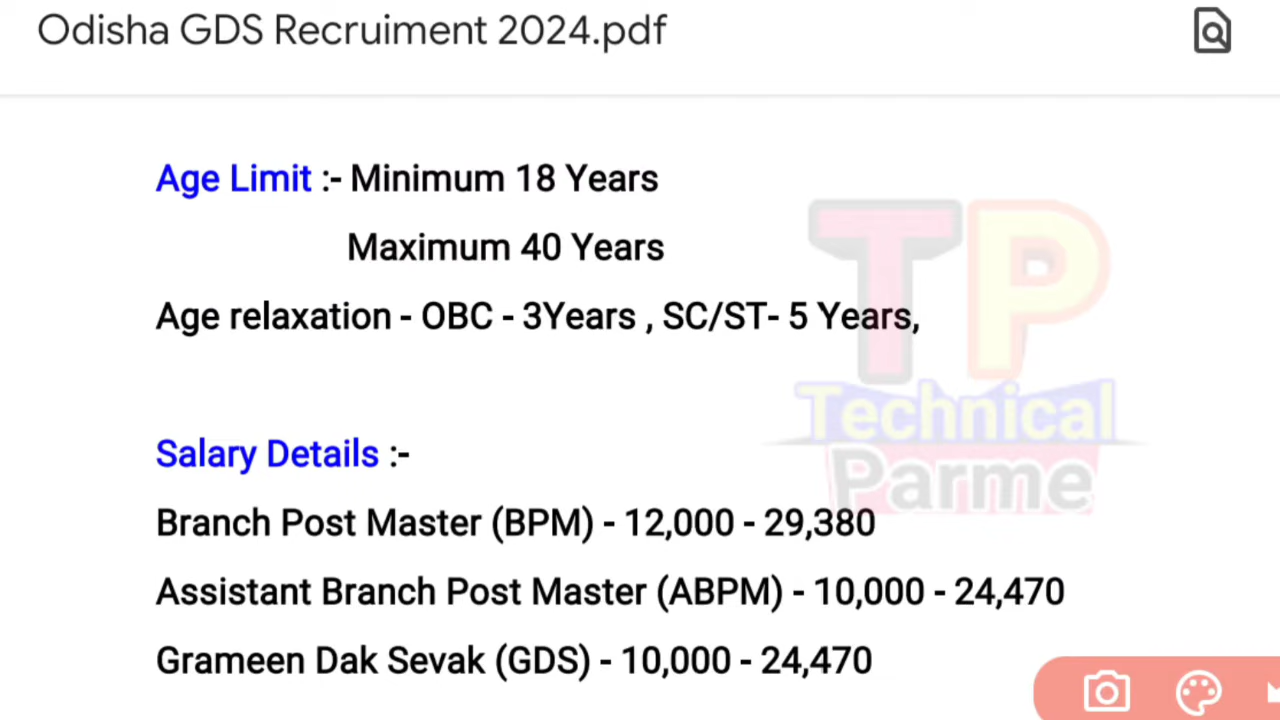 Odisha GDS Recruiment 2024.pdf
Age Limit :- Minimum 18 Years
Maximum 40 Years
Age relaxation - OBC - 3Years , SC/ST- 5 Years,
TP
Technical
Parme
Salary Details :-
Branch Post Master (BPM) - 12,000 - 29,380
Assistant Branch Post Master (ABPM) - 10,000 - 24,470
Grameen Dak Sevak (GDS) - 10,000 - 24,470